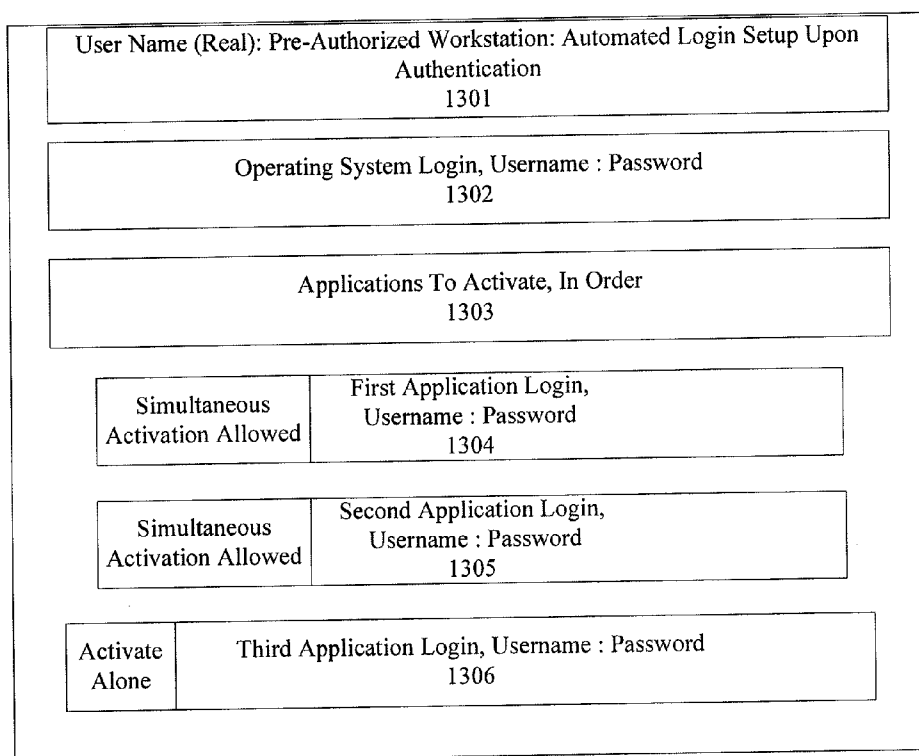 User Name (Real): Pre-Authorized Workstation: Automated Login Setup Upon
Authentication
1301
Operating System Login, Username : Password
1302
Applications To Activate, In Order
1303
Simultaneous
Activation Allowed
First Application Login,
Username : Password
1304
Simultaneous
Activation Allowed
Second Application Login,
Username : Password
1305
Activate
Alone
Third Application Login, Username : Password
1306